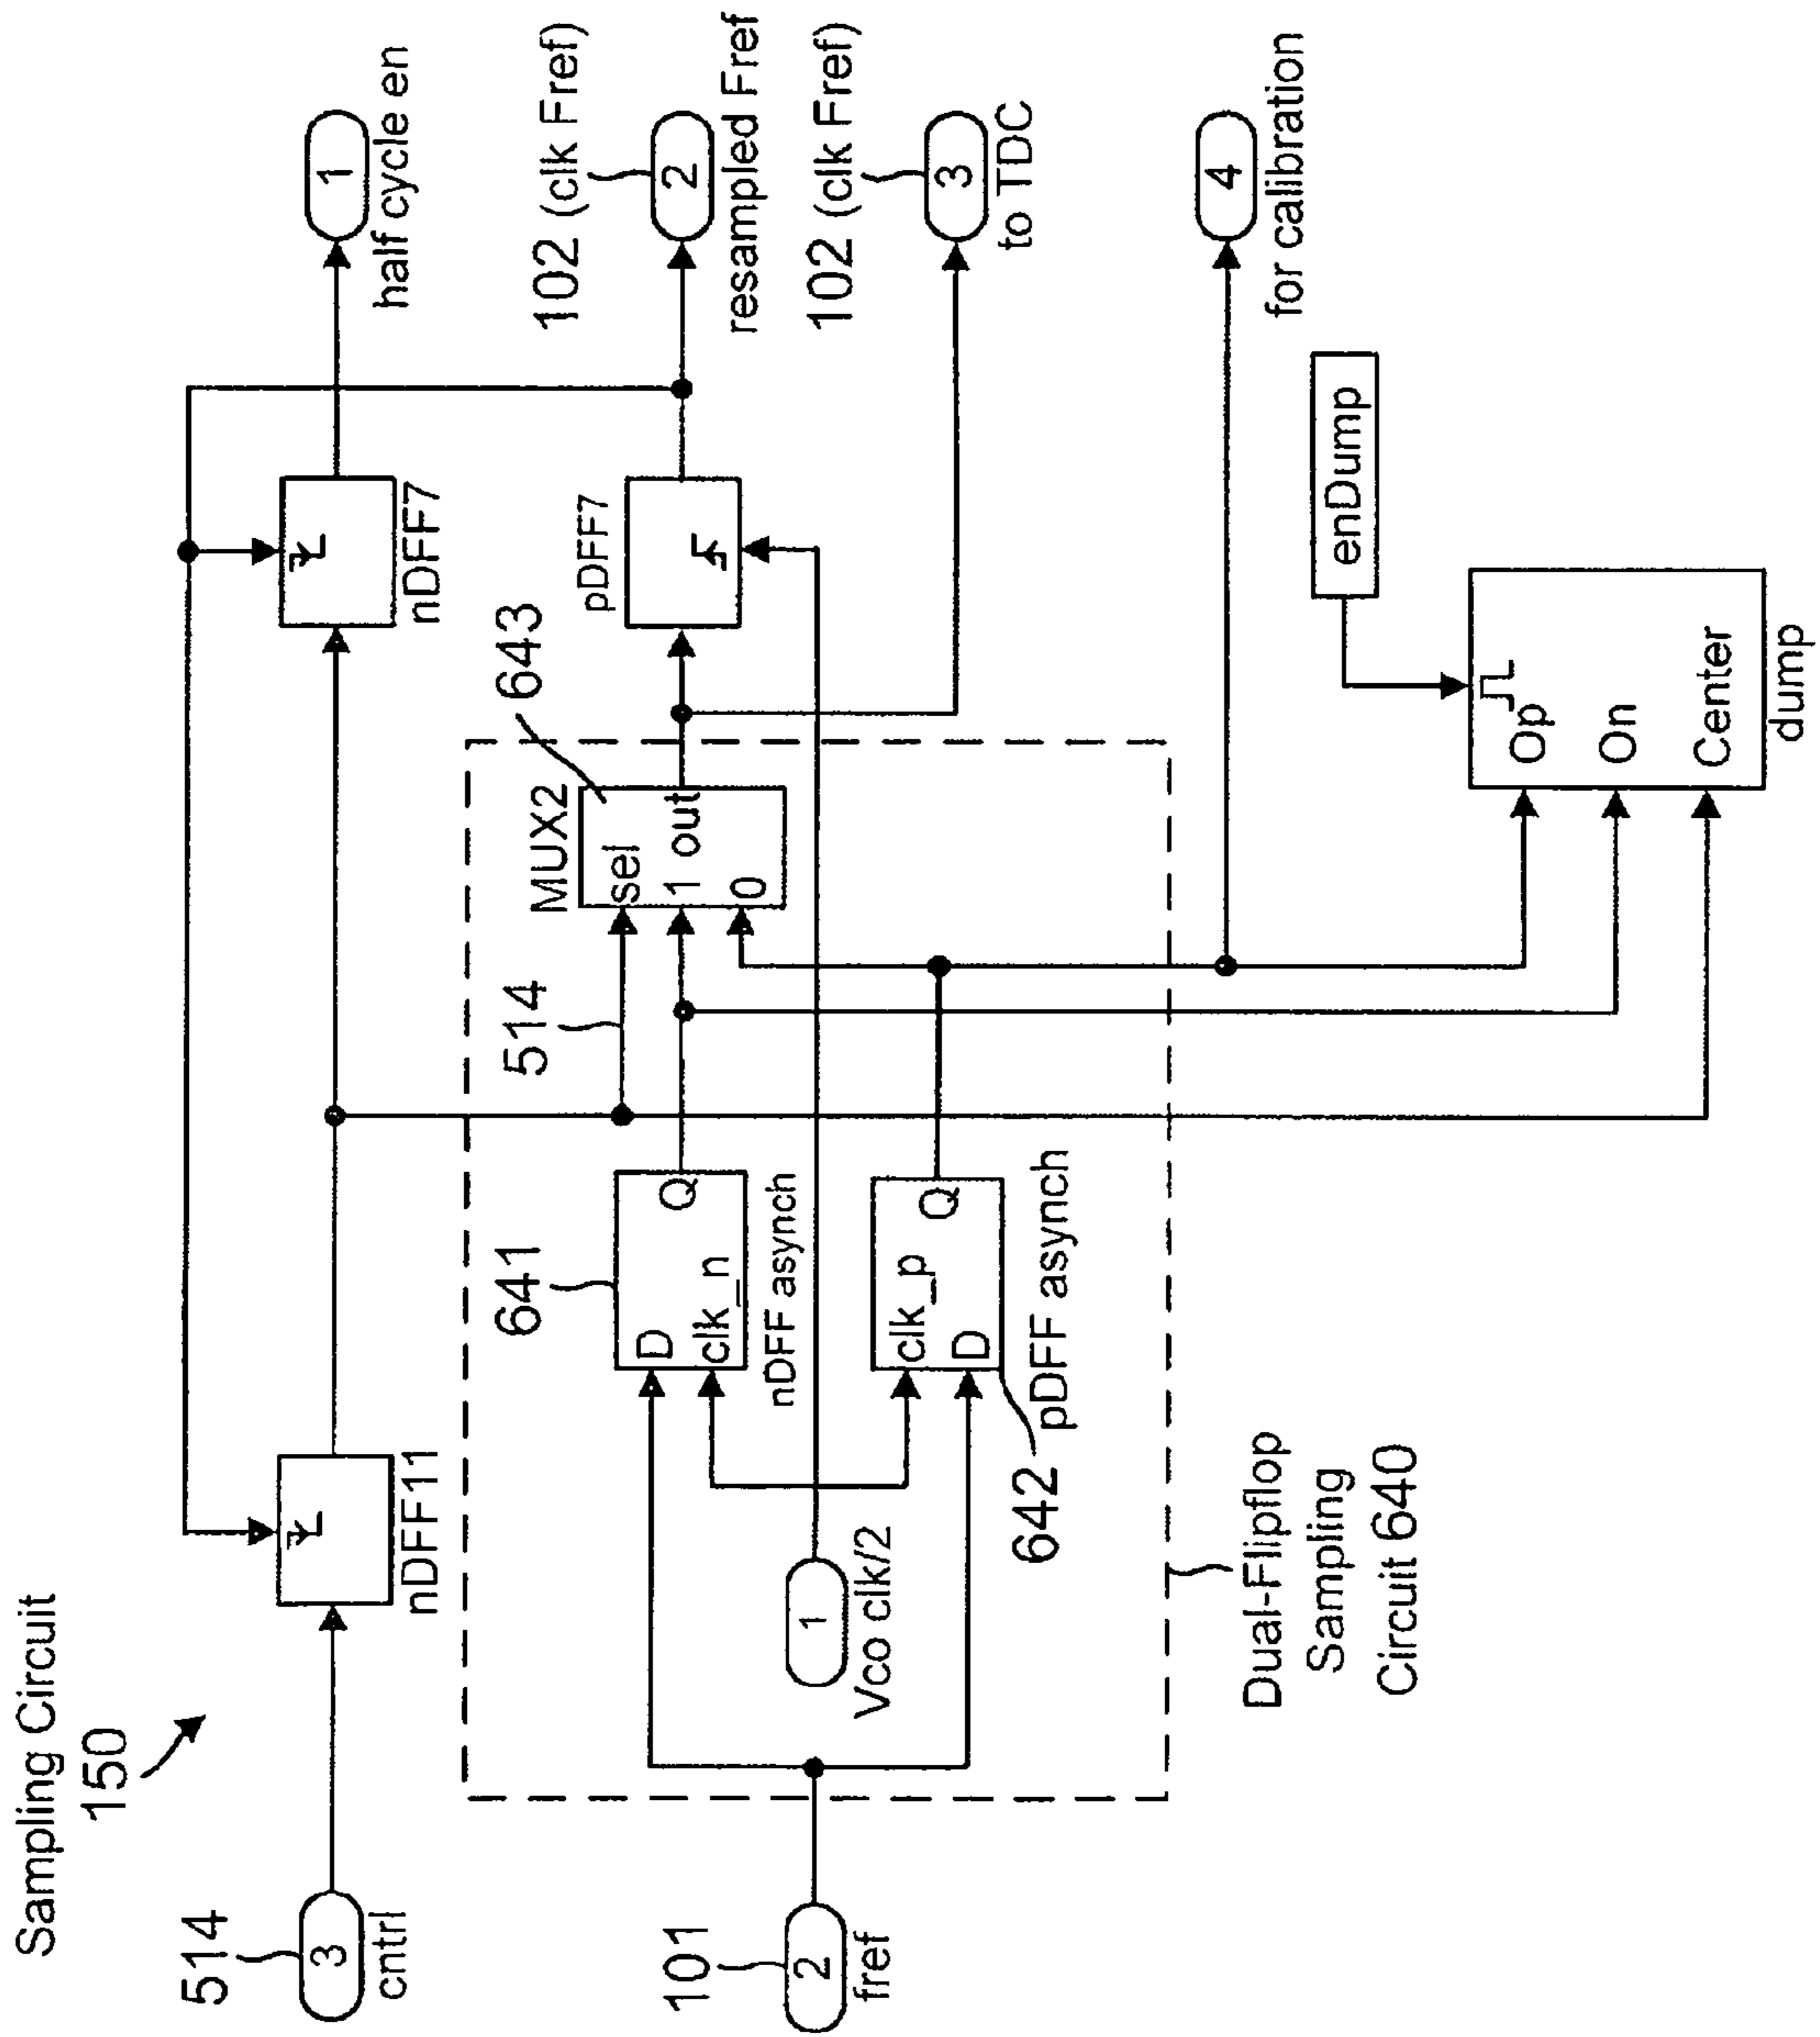 Sampling Circuit
150
514
3
cntrl
nDFF11
nDFF7
1
half cycle en
101
2
fref
641
D
Q
clk_n
nDFF asynch
1
Vco clk/2
clk_p
Q
D
pDFF asynch
642
514
MUX2
643
sel
1 out
0
pDFF7
102 (clk Fref)
2
resampled Fref
102 (clk Fref)
3
to TDC
4
for calibration
enDump
Op
On
Center
dump
Dual-Flipflop
Sampling
Circuit 640